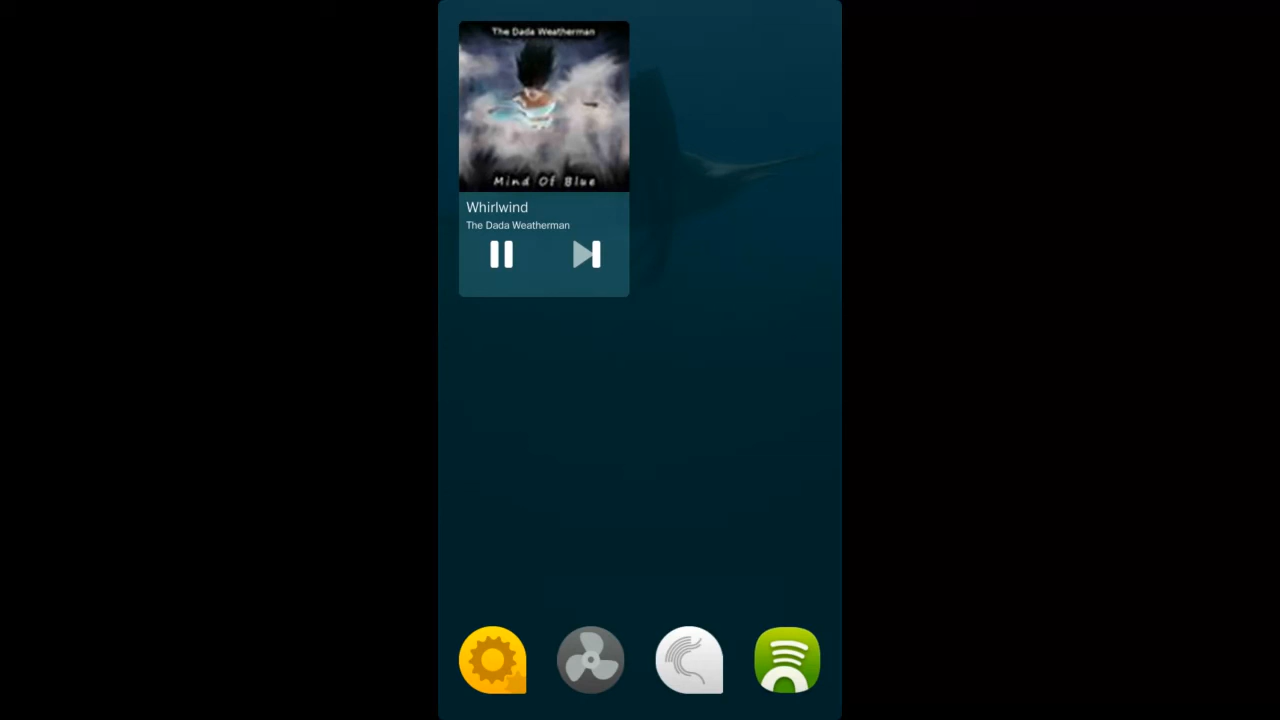 The Dada Weatherman
Mind Of Blue
Whirlwind
The Dada Weatherman